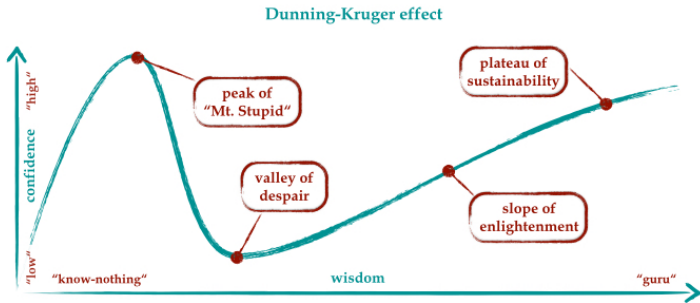 Dunning-Kruger effect
"high"
confidence
"low"
peak of
"Mt. Stupid"
valley of
despair
plateau of
sustainability
slope of
enlightenment
"know-nothing"
wisdom
"guru"